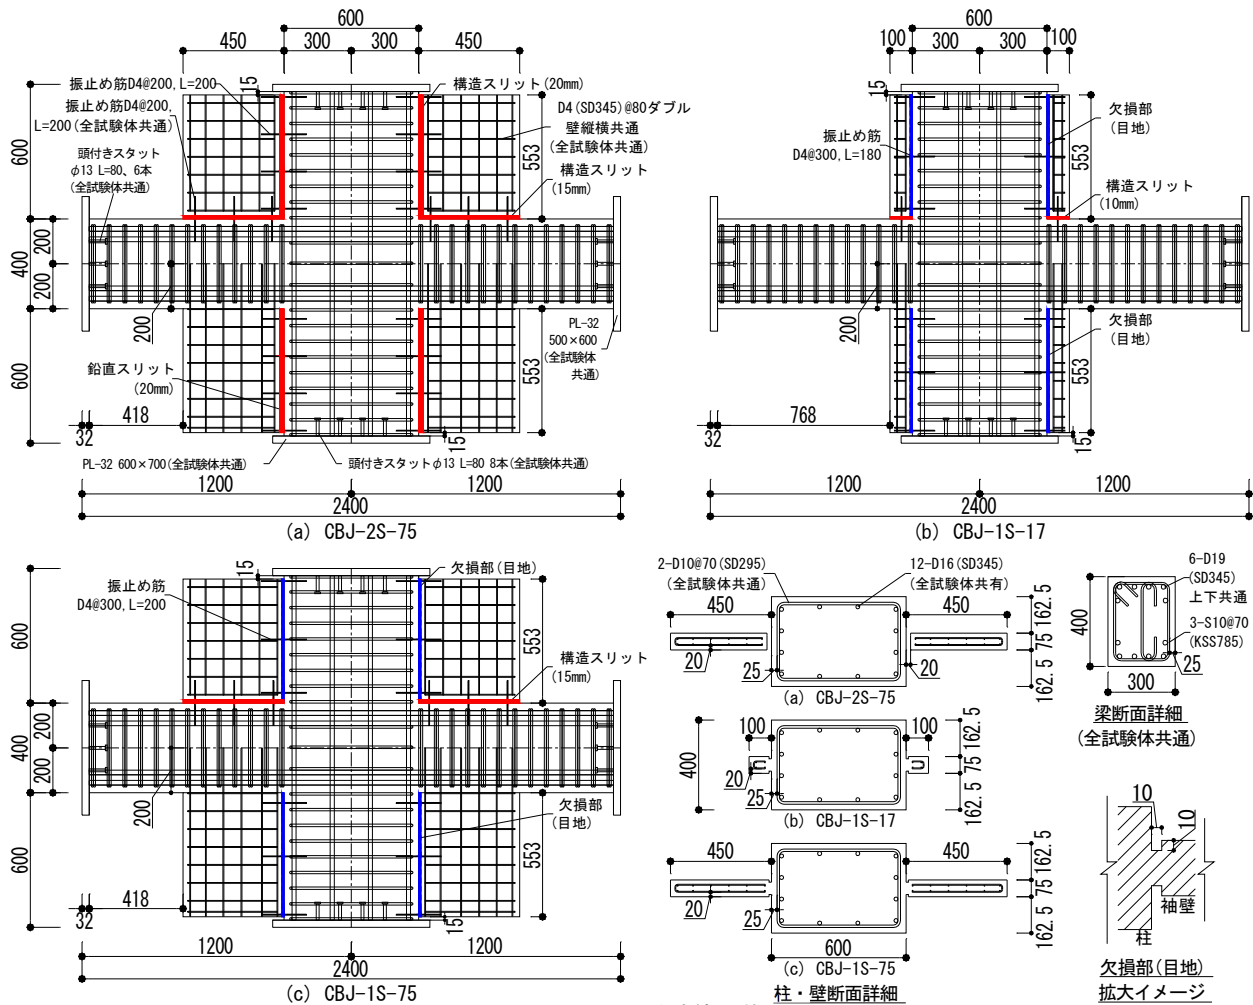 600
450
300
300
450
15
振止め筋D4@200, L=200
構造スリット(20mm)
振止め筋D4@200,
L=200(全試験体共通)
D4(SD345)@80ダブル
壁縦横共通
(全試験体共通)
頭付きスタット
φ13 L=80、6本
(全試験体共通)
構造スリット
(15mm)
600
553
400
200
200
200
600
PL-32
500×600
(全試験体
共通)
鉛直スリット
(20mm)
553
32
418
15
PL-32 600×700(全試験体共通)
頭付きスタットφ13 L=80 8本(全試験体共通)
1200
1200
2400
(a) CBJ-2S-75
600
100
300
300
100
15
欠損部
(目地)
振止め筋
D4@300, L=180
553
構造スリット
(10mm)
200
欠損部
(目地)
553
768
32
15
1200
1200
2400
(b) CBJ-1S-17
15
欠損部(目地)
振止め筋
D4@300, L=200
600
553
構造スリット
(15mm)
400
200
200
200
欠損部
(目地)
600
553
418
32
15
1200
1200
2400
(c) CBJ-1S-75
2-D10@70(SD295)
(全試験体共通)
12-D16(SD345)
(全試験体共有)
450
450
162.5
75
162.5
20
25
20
(a) CBJ-2S-75
100
100
400
162.5
75
162.5
20
25
(b) CBJ-1S-17
450
450
162.5
75
162.5
20
25
600
(c) CBJ-1S-75
柱・壁断面詳細
6-D19
(SD345)
上下共通
400
3-S10@70
(KSS785)
25
300
梁断面詳細
(全試験体共通)
10
10
袖壁
柱
欠損部(目地)
拡大イメージ